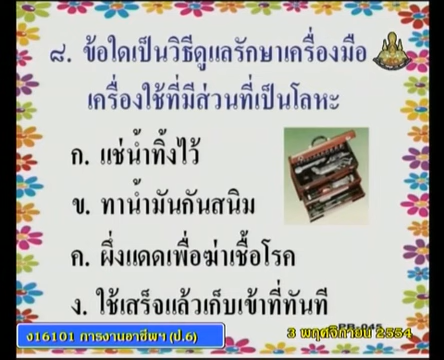 ๘. ข้อใดเป็นวิธีดูแลรักษาเครื่องมือ
เครื่องใช้ที่มีส่วนที่เป็นโลหะ
ก. แช่น้ำทิ้งไว้
ข. ทาน้ำมันกันสนิม
ค. ผึ่งแดดเพื่อฆ่าเชื้อโรค
ง. ใช้เสร็จแล้วเก็บเข้าที่ทันที
ง16101 การงานอาชีพฯ (ป.6)
3 พฤศจิกายน 2554